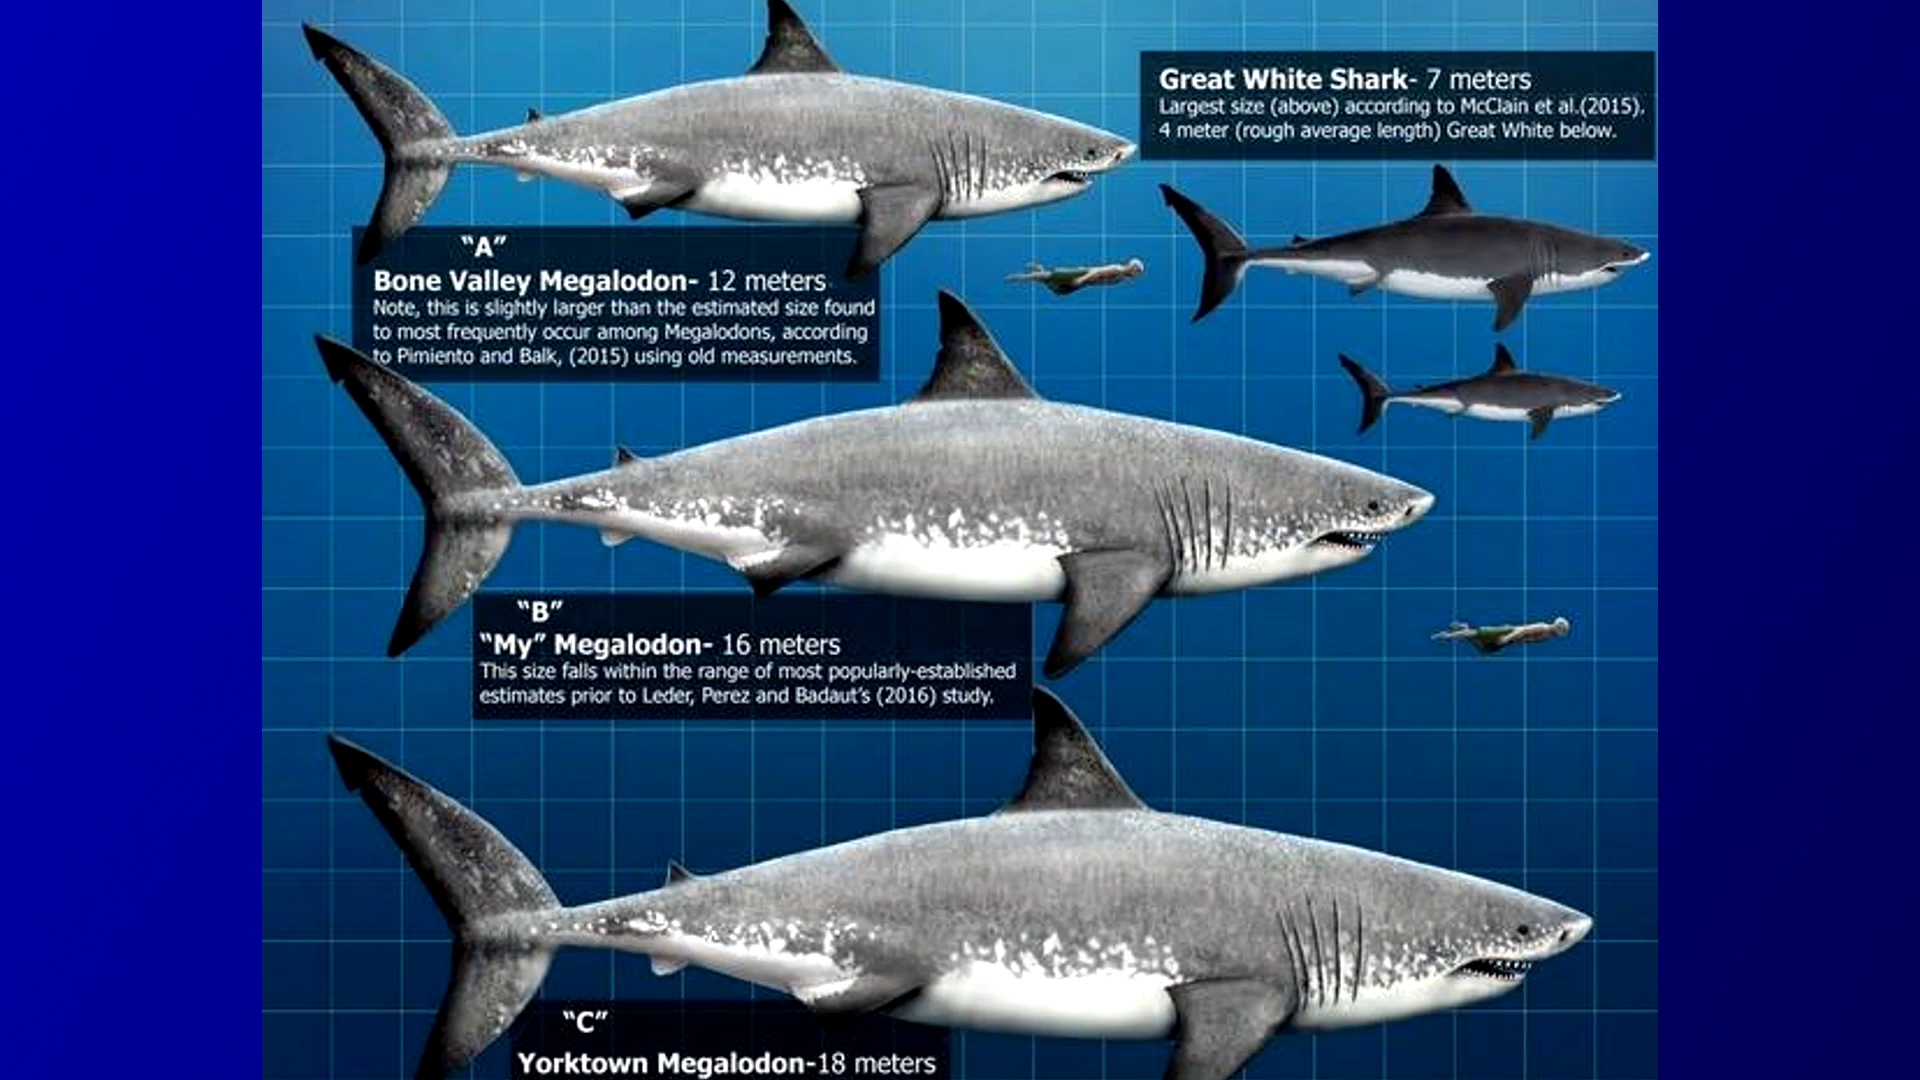 Great White Shark- 7 meters
Largest size (above) according to McClain et al.(2015).
4 meter (rough average length) Great White below.
“A”
Bone Valley Megalodon- 12 meters
Note, this is slightly larger than the estimated size found
to most frequently occur among Megalodons, according
to Pimiento and Balk, (2015) using old measurements.
“B”
“My” Megalodon- 16 meters
This size falls within the range of most popularly-established
estimates prior to Leder, Perez and Badaut’s (2016) study.
“C”
Yorktown Megalodon-18 meters